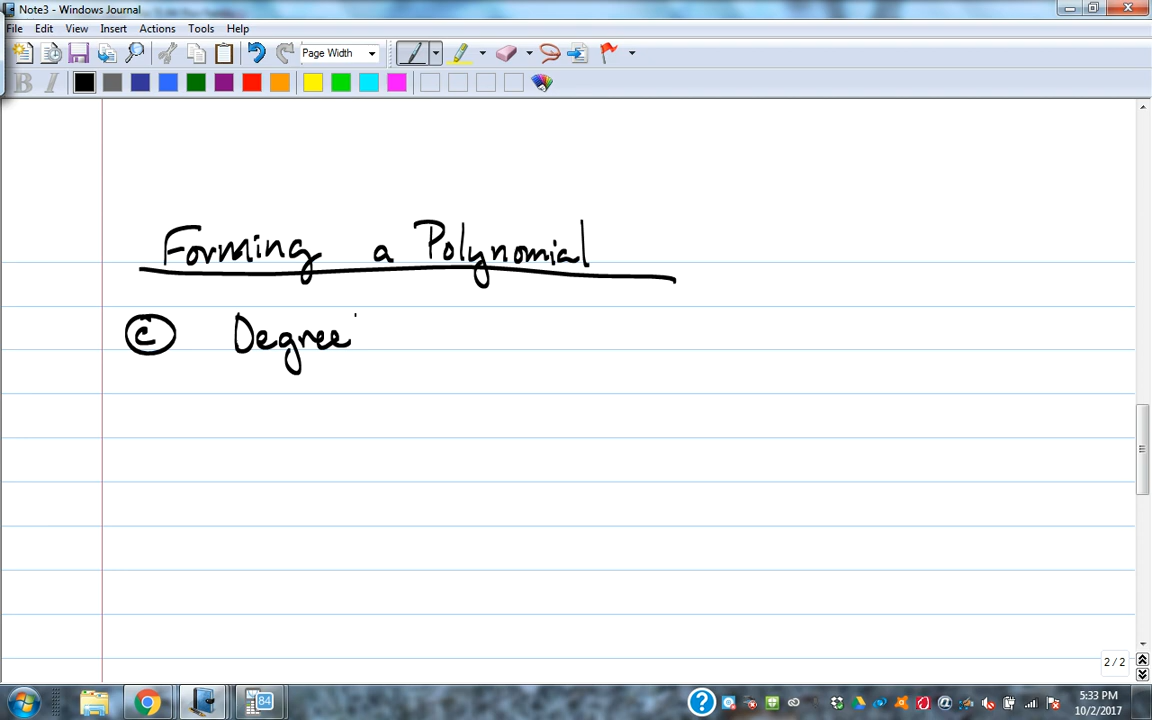 Note3 - Windows Journal
File Edit View Insert Actions Tools Help
Page Width
B I
Forming a Polynomial
Degree
2 / 2
84
5:33 PM
10/2/2017